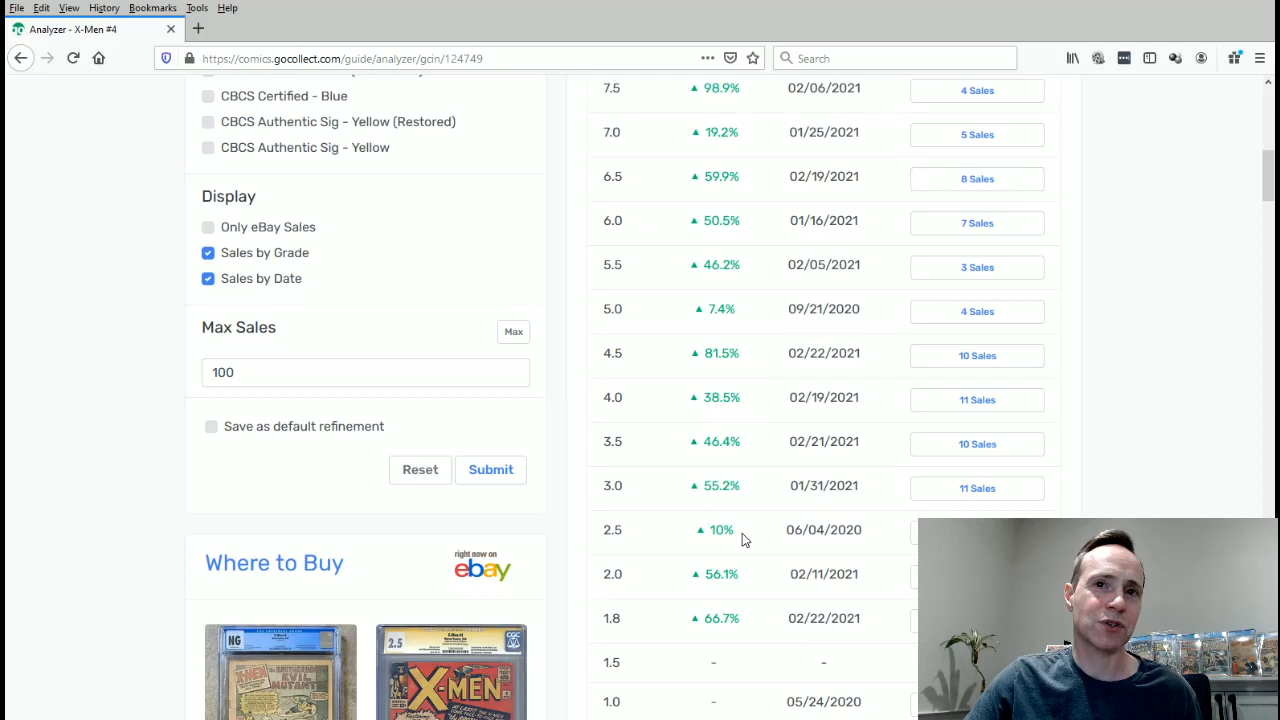 File Edit View History Bookmarks Tools Help
Analyzer - X-Men #4
https://comics.gocollect.com/guide/analyzer/gcin/124749
Search
CBCS Certified - Blue
CBCS Authentic Sig - Yellow (Restored)
CBCS Authentic Sig - Yellow
Display
Only eBay Sales
Sales by Grade
Sales by Date
Max Sales
Max
100
Save as default refinement
Reset
Submit
Where to Buy
right now on
ebay
NG
X-MEN
2.5
CGC
X-MEN
7.5 98.9% 02/06/2021 4 Sales
7.0 19.2% 01/25/2021 5 Sales
6.5 59.9% 02/19/2021 8 Sales
6.0 50.5% 01/16/2021 7 Sales
5.5 46.2% 02/05/2021 3 Sales
5.0 7.4% 09/21/2020 4 Sales
4.5 81.5% 02/22/2021 10 Sales
4.0 38.5% 02/19/2021 11 Sales
3.5 46.4% 02/21/2021 10 Sales
3.0 55.2% 01/31/2021 11 Sales
2.5 10% 06/04/2020
2.0 56.1% 02/11/2021
1.8 66.7% 02/22/2021
1.5 - -
1.0 - 05/24/2020